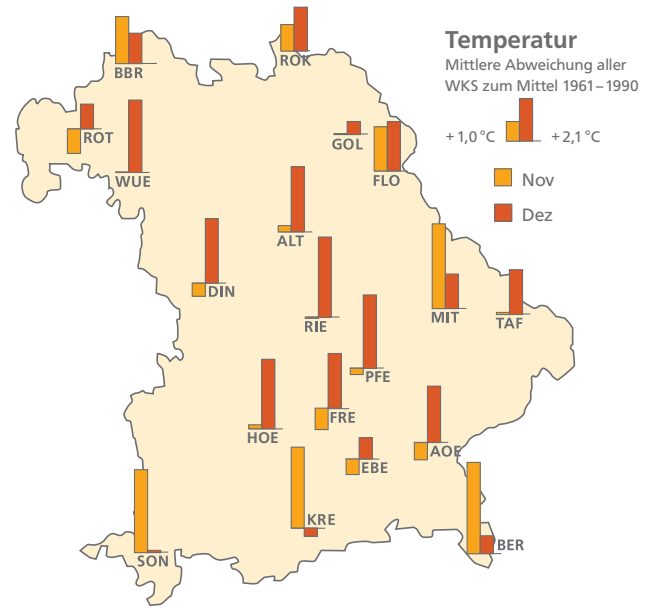 Temperatur
Mittlere Abweichung aller
WKS zum Mittel 1961–1990
+ 1,0 °C
+ 2,1 °C
Nov
Dez
BBR
ROK
ROT
GOL
WUE
FLO
ALT
DIN
RIE
MIT
TAF
PFE
FRE
HOE
AOE
EBE
KRE
BER
SON